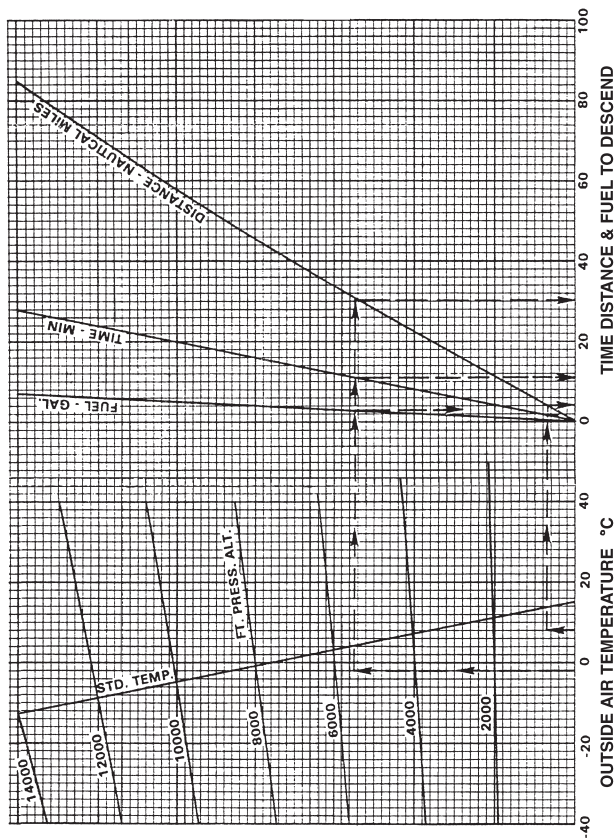 DISTANCE - NAUTICAL MILES
TIME - MIN
FUEL - GAL.
STD. TEMP.
FT. PRESS. ALT.
14000
12000
10000
8000
6000
4000
2000
-40 -20 0 20 40 0 20 40 60 80 100
OUTSIDE AIR TEMPERATURE °C TIME DISTANCE & FUEL TO DESCEND